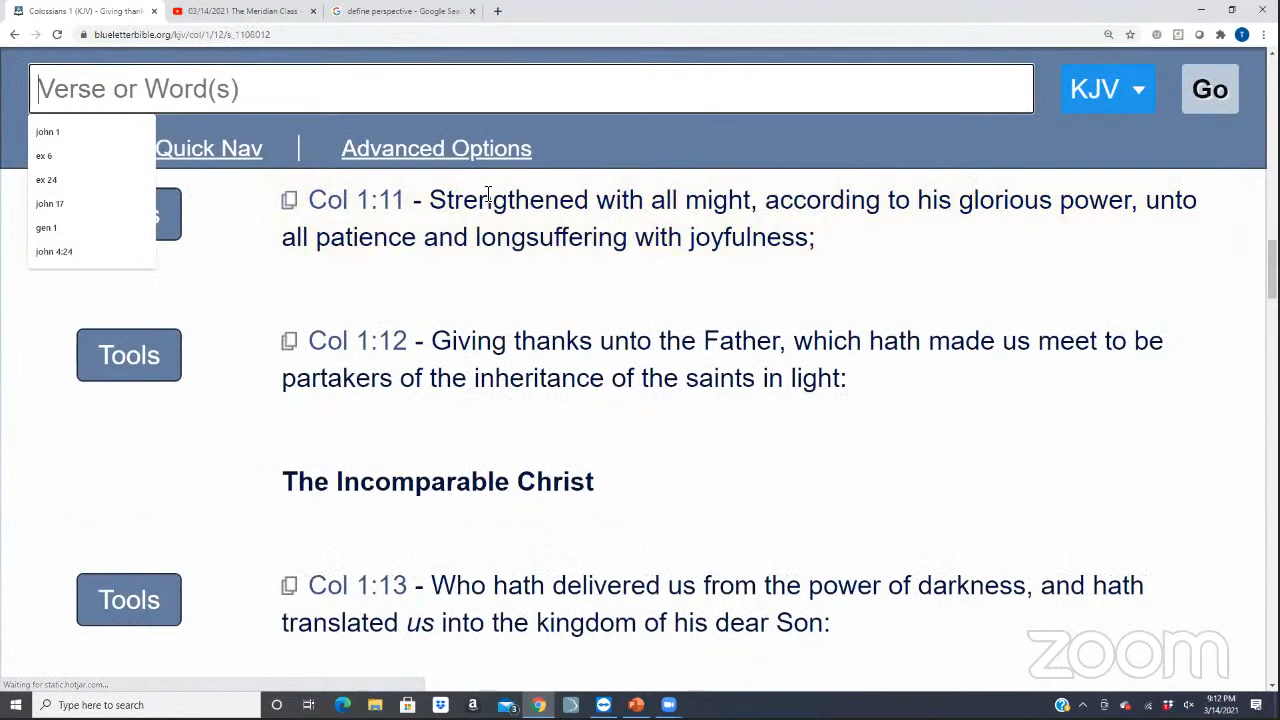 Colossians 1 (KJV) - Giving thank
03/14/2021 The Meridian Class -
define perspective - Google Sea
blueletterbible.org/kjv/col/1/12/s_1108012
T
Verse or Word(s)
KJV
Go
john 1
ex 6
ex 24
john 17
gen 1
john 4:24
Quick Nav
Advanced Options
Col 1:11 - Strengthened with all might, according to his glorious power, unto
all patience and longsuffering with joyfulness;
Tools
Col 1:12 - Giving thanks unto the Father, which hath made us meet to be
partakers of the inheritance of the saints in light:
The Incomparable Christ
Tools
Col 1:13 - Who hath delivered us from the power of darkness, and hath
translated us into the kingdom of his dear Son:
zoom
Waiting for static.hotjar.com...
Type here to search
9:12 PM
3/14/2021